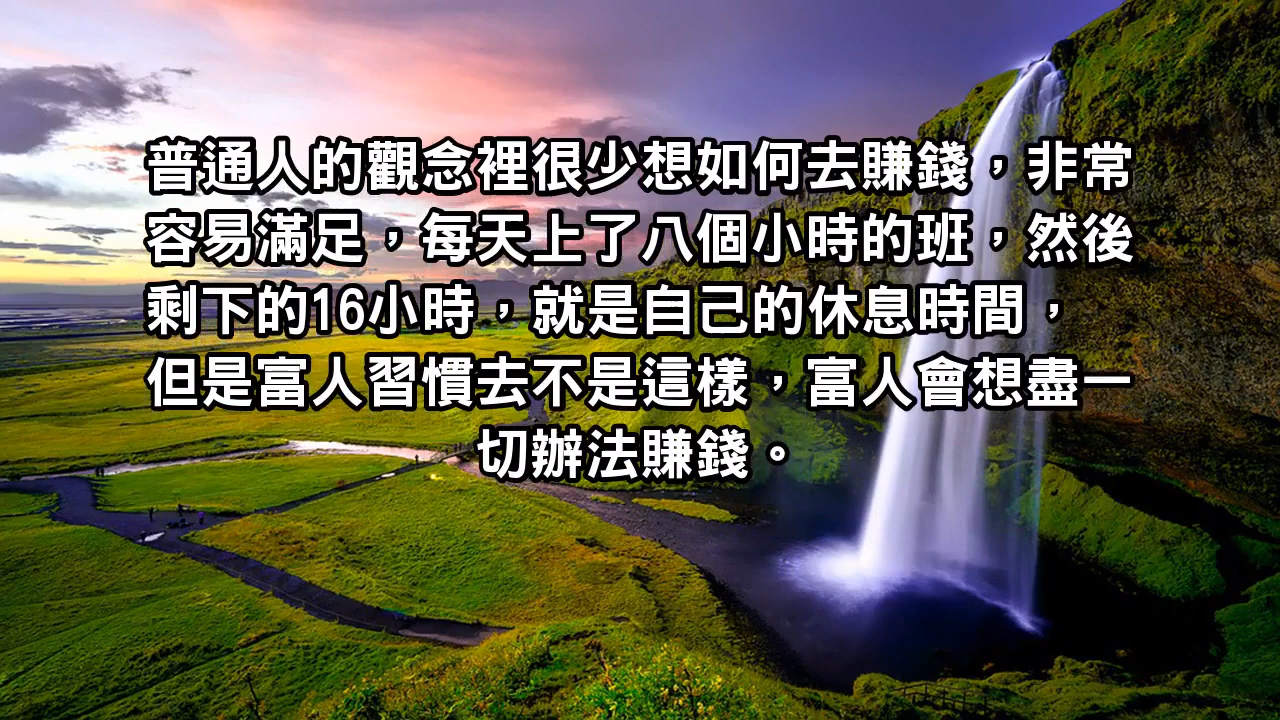 普通人的觀念裡很少想如何去賺錢，非常
容易滿足，每天上了八個小時的班，然後
剩下的16小時，就是自己的休息時間，
但是富人習慣去不是這樣，富人會想盡一
切辦法賺錢。